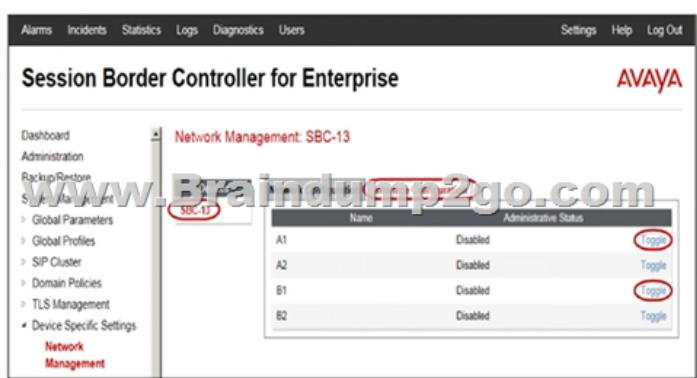 Alarms Incidents Statistics Logs Diagnostics Users Settings Help Log Out
Session Border Controller for Enterprise
AVAYA
Dashboard
Administration
Backup/Restore
System Management
Global Parameters
Global Profiles
SIP Cluster
Domain Policies
TLS Management
Device Specific Settings
Network
Management
Network Management: SBC-13
www.Braindump2go.com
SBC-13
Name Administrative Status
A1 Disabled Toggle
A2 Disabled Toggle
B1 Disabled Toggle
B2 Disabled Toggle